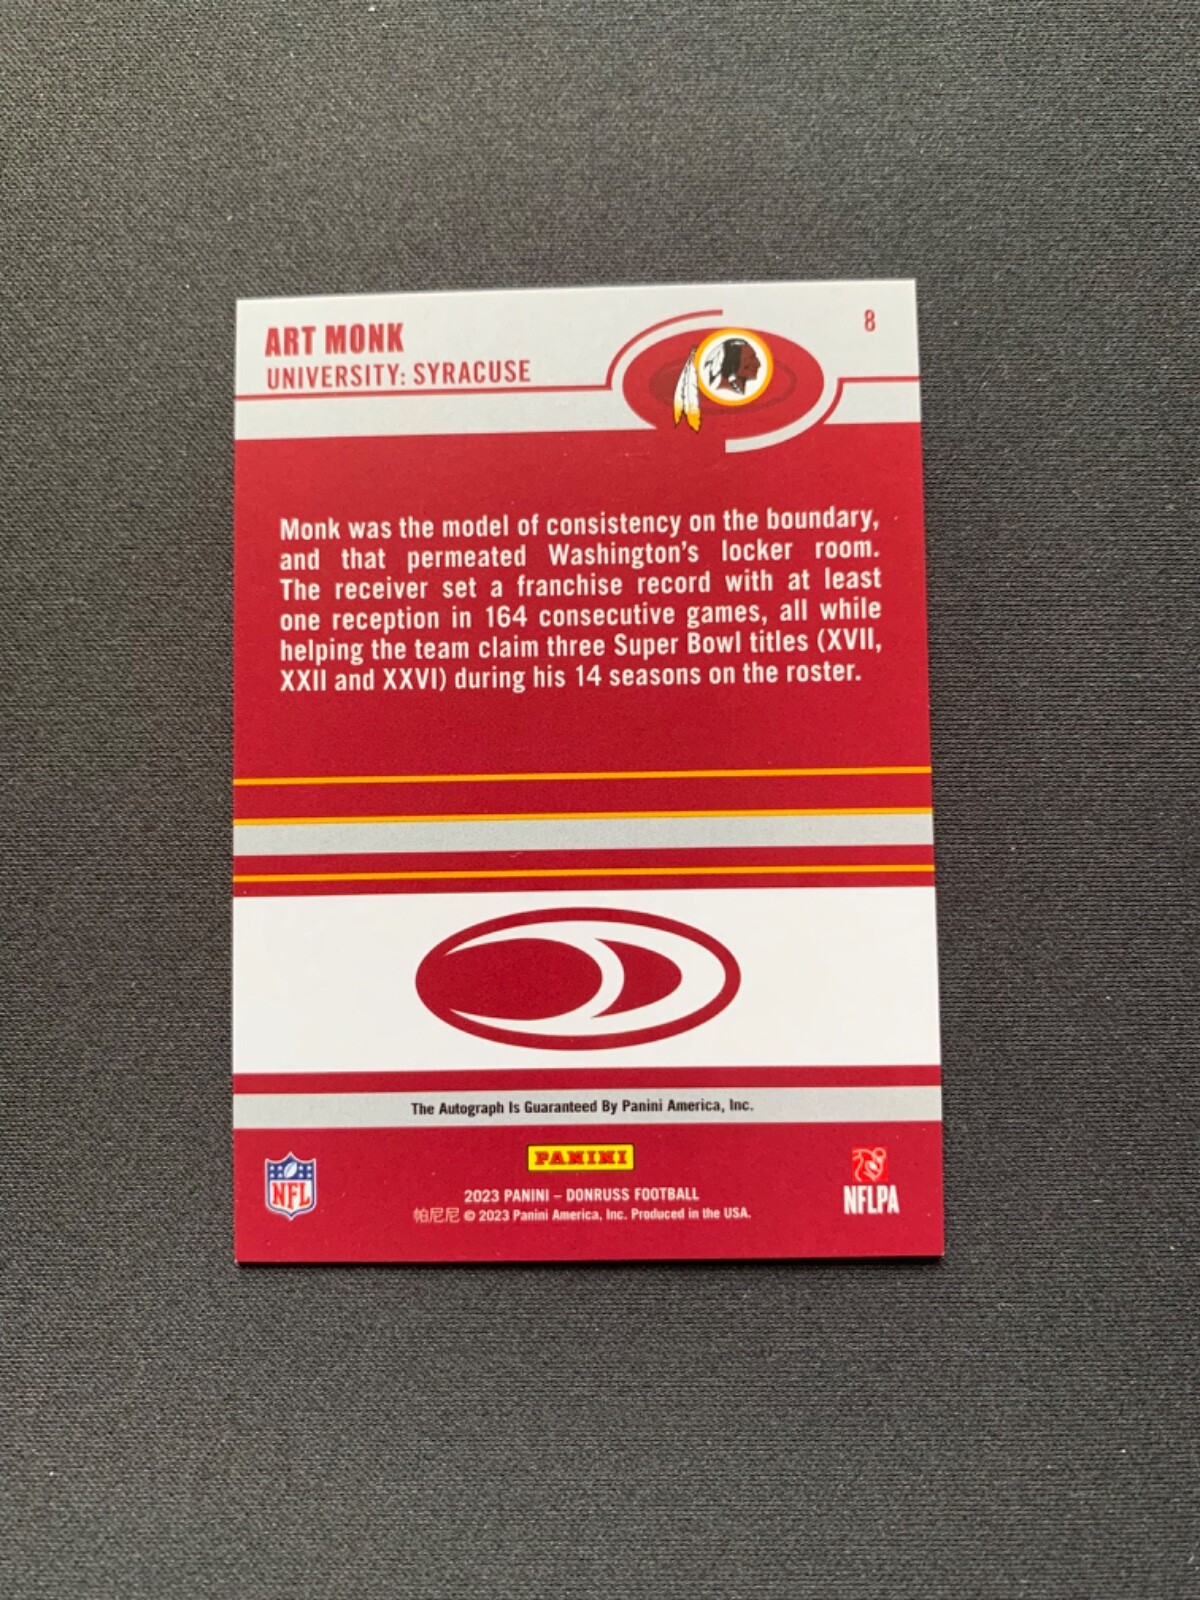 ART MONK
UNIVERSITY: SYRACUSE
8
Monk was the model of consistency on the boundary,
and that permeated Washington's locker room.
The receiver set a franchise record with at least
one reception in 164 consecutive games, all while
helping the team claim three Super Bowl titles (XVII,
XXII and XXVI) during his 14 seasons on the roster.
The Autograph Is Guaranteed By Panini America, Inc.
PANINI
NFL
2023 PANINI – DONRUSS FOOTBALL
帕尼尼 © 2023 Panini America, Inc. Produced in the USA.
NFLPA